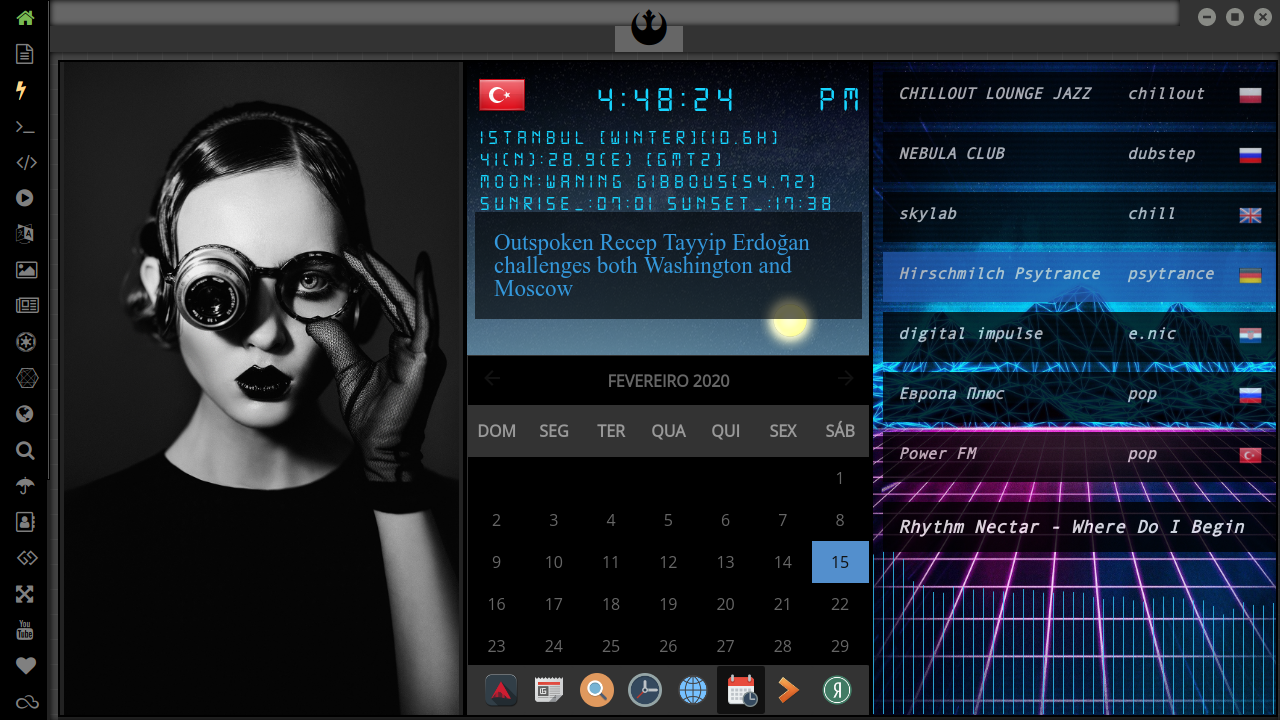 4:48:24 PM
ISTANBUL (WINTER)(10.6H)
41(N):28.9(E) (GMT2)
MOON:WANING GIBBOUS(54.72)
SUNRISE_:07:01 SUNSET_:17:38
Outspoken Recep Tayyip Erdoğan
challenges both Washington and
Moscow
FEVEREIRO 2020
DOM SEG TER QUA QUI SEX SÁB
1
2 3 4 5 6 7 8
9 10 11 12 13 14 15
16 17 18 19 20 21 22
23 24 25 26 27 28 29
CHILLOUT LOUNGE JAZZ chillout
NEBULA CLUB dubstep
skylab chill
Hirschmilch Psytrance psytrance
digital impulse e.nic
Европа Плюс pop
Power FM pop
Rhythm Nectar - Where Do I Begin
You
Tube
Я